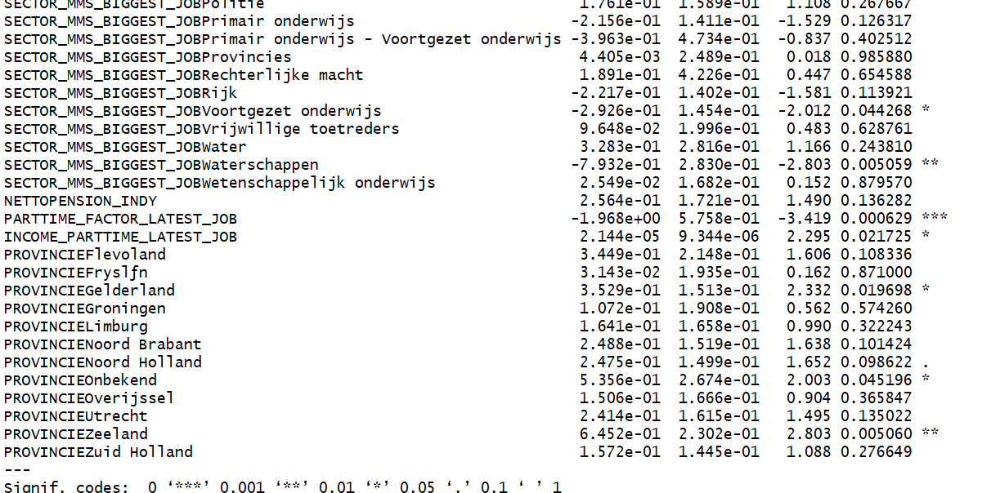 SECTOR_MMS_BIGGEST_JOBPolitie 1.761e-01 1.589e-01 1.108 0.267667
SECTOR_MMS_BIGGEST_JOBPrimair onderwijs -2.156e-01 1.411e-01 -1.529 0.126317
SECTOR_MMS_BIGGEST_JOBPrimair onderwijs - Voortgezet onderwijs -3.963e-01 4.734e-01 -0.837 0.402512
SECTOR_MMS_BIGGEST_JOBProvincies 4.405e-03 2.489e-01 0.018 0.985880
SECTOR_MMS_BIGGEST_JOBRechterlijke macht 1.891e-01 4.226e-01 0.447 0.654588
SECTOR_MMS_BIGGEST_JOBRijk -2.217e-01 1.402e-01 -1.581 0.113921
SECTOR_MMS_BIGGEST_JOBVoortgezet onderwijs -2.926e-01 1.454e-01 -2.012 0.044268 *
SECTOR_MMS_BIGGEST_JOBVrijwillige toetreders 9.648e-02 1.996e-01 0.483 0.628761
SECTOR_MMS_BIGGEST_JOBWater 3.283e-01 2.816e-01 1.166 0.243810
SECTOR_MMS_BIGGEST_JOBWaterschappen -7.932e-01 2.830e-01 -2.803 0.005059 **
SECTOR_MMS_BIGGEST_JOBWetenschappelijk onderwijs 2.549e-02 1.682e-01 0.152 0.879570
NETTOPENSION_INDY 2.564e-01 1.721e-01 1.490 0.136282
PARTTIME_FACTOR_LATEST_JOB -1.968e+00 5.758e-01 -3.419 0.000629 ***
INCOME_PARTTIME_LATEST_JOB 2.144e-05 9.344e-06 2.295 0.021725 *
PROVINCIEFlevoland 3.449e-01 2.148e-01 1.606 0.108336
PROVINCIEFryslƒn 3.143e-02 1.935e-01 0.162 0.871000
PROVINCIEGelderland 3.529e-01 1.513e-01 2.332 0.019698 *
PROVINCIEGroningen 1.072e-01 1.908e-01 0.562 0.574260
PROVINCIELimburg 1.641e-01 1.658e-01 0.990 0.322243
PROVINCIENoord Brabant 2.488e-01 1.519e-01 1.638 0.101424
PROVINCIENoord Holland 2.475e-01 1.499e-01 1.652 0.098622 .
PROVINCIEOnbekend 5.356e-01 2.674e-01 2.003 0.045196 *
PROVINCIEOverijssel 1.506e-01 1.666e-01 0.904 0.365847
PROVINCIEUtrecht 2.414e-01 1.615e-01 1.495 0.135022
PROVINCIEZeeland 6.452e-01 2.302e-01 2.803 0.005060 **
PROVINCIEZuid Holland 1.572e-01 1.445e-01 1.088 0.276649
---
Signif. codes: 0 ‘***’ 0.001 ‘**’ 0.01 ‘*’ 0.05 ‘.’ 0.1 ‘ ’ 1